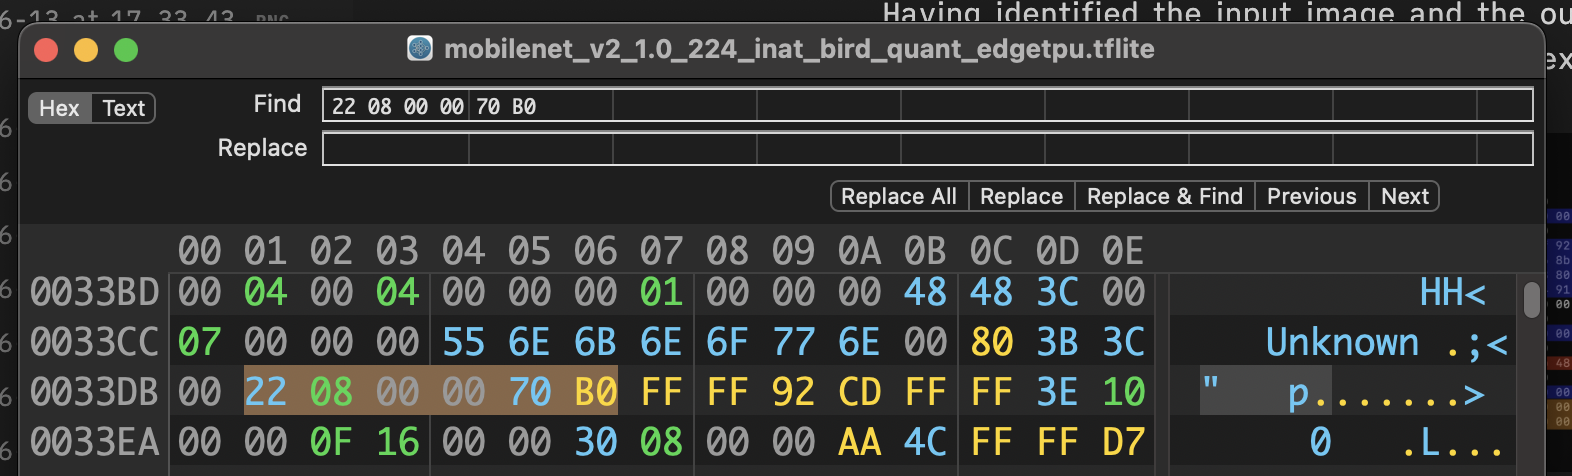 6-13 at 17.33.43 PNG
Having identified the input image and the ou
mobilenet_v2_1.0_224_inat_bird_quant_edgetpu.tflite
ex
Hex Text Find 22 08 00 00 70 B0
Replace
Replace All Replace Replace & Find Previous Next
00 01 02 03 04 05 06 07 08 09 0A 0B 0C 0D 0E
0033BD 00 04 00 04 00 00 00 01 00 00 00 48 48 3C 00 HH<
0033CC 07 00 00 00 55 6E 6B 6E 6F 77 6E 00 80 3B 3C Unknown .;<
0033DB 00 22 08 00 00 70 B0 FF FF 92 CD FF FF 3E 10 " p.......>
0033EA 00 00 0F 16 00 00 30 08 00 00 AA 4C FF FF D7 0 .L...